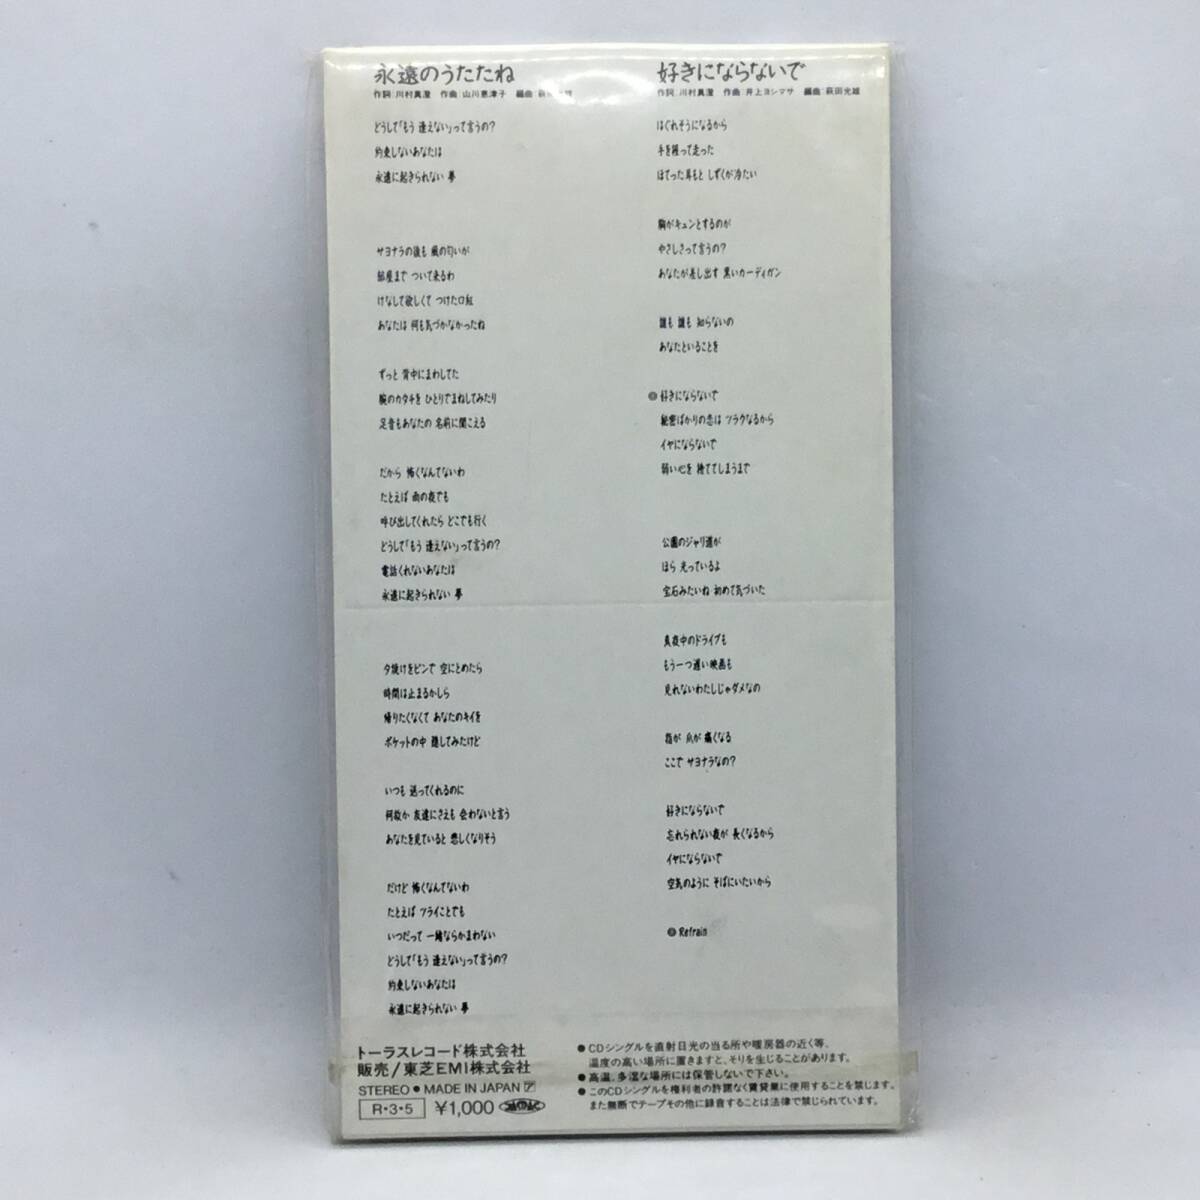 永遠のうたたね
作詞:川村真澄 作曲:山川恵津子 編曲:
どうして「もう 逢えない」って言うの?
約束しないあなたは
永遠に起きられない 夢
サヨナラの後も 風の匂いが
部屋まで ついて来るわ
けなして欲しくて つけた口紅
あなたは 何も気づかなかったね
ずっと 背中にまわしてた
腕のカタチを ひとりでまねしてみたり
足音もあなたの 名前に聞こえる
だから 怖くなんてないわ
たとえば 雨の夜でも
呼び出してくれたら どこでも行く
どうして「もう 逢えない」って言うの?
電話くれないあなたは
永遠に起きられない 夢
夕焼けをピンで 空にとめたら
時間は止まるかしら
帰りたくなくて あなたのキイを
ポケットの中 隠してみたけど
いつも 送ってくれるのに
何故か 友達にさえも 会わないと言う
あなたを見ていると 悲しくなりそう
だけど 怖くなんてないわ
たとえば ツライことでも
いつだって 一緒ならかまわない
どうして「もう 逢えない」って言うの?
約束しないあなたは
永遠に起きられない 夢
好きにならないで
作詞:川村真澄 作曲:井上ヨシマサ 編曲:萩田光雄
はぐれそうになるから
手を握って走った
ほてった耳もと しずくが冷たい
胸がキュンとするのが
やさしさって言うの?
あなたが差し出す 黒いカーディガン
誰も 誰も 知らないの
あなたといることを
◎好きにならないで
秘密ばかりの恋は ツラクなるから
イヤにならないで
弱い心を 捨ててしまうまで
公園のジャリ道が
ほら 光っているよ
宝石みたいね 初めて気づいた
真夜中のドライブも
もう一つ遅い映画も
見れないわたしじゃダメなの
指が 爪が 痛くなる
ここで サヨナラなの?
好きにならないで
忘れられない夜が 長くなるから
イヤにならないで
空気のように そばにいたいから
◎Refrain
トーラスレコード株式会社
販売/東芝EMI株式会社
STEREO ● MADE IN JAPAN ア
R・3・5 ¥1,000
●CDシングルを直射日光の当る所や暖房器の近く等、
温度の高い場所に置きますと、そりを生じることがあります。
●高温、多湿な場所には保管しないで下さい。
●このCDシングルを権利者の許諾なく賃貸業に使用することを禁じます。
また無断でテープその他に録音することは法律で禁じられています。